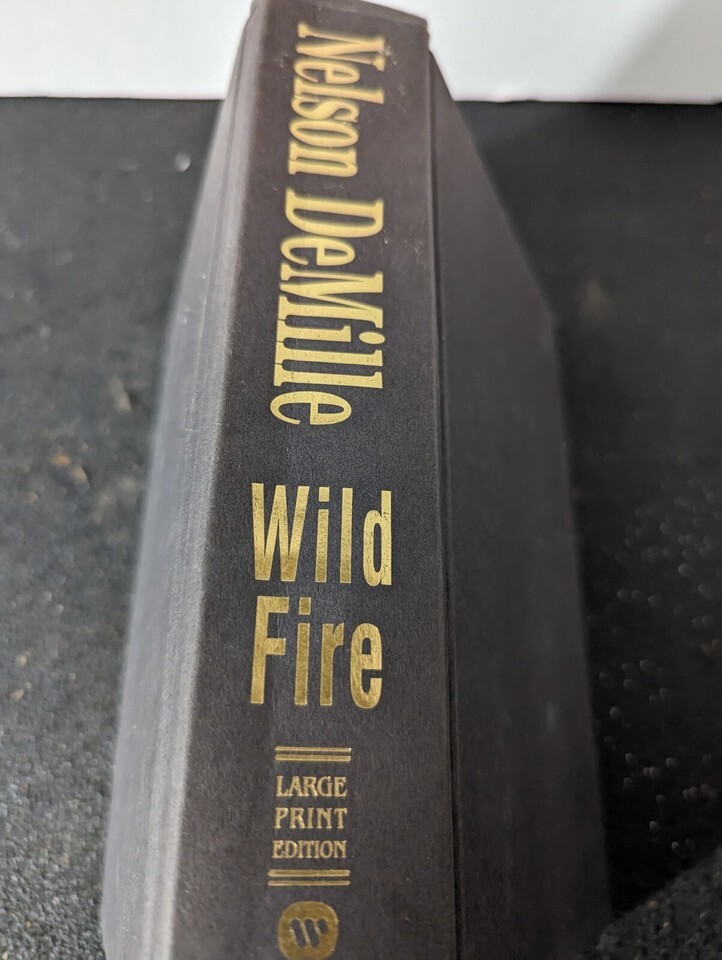 Nelson DeMille
Wild
Fire
LARGE
PRINT
EDITION
W